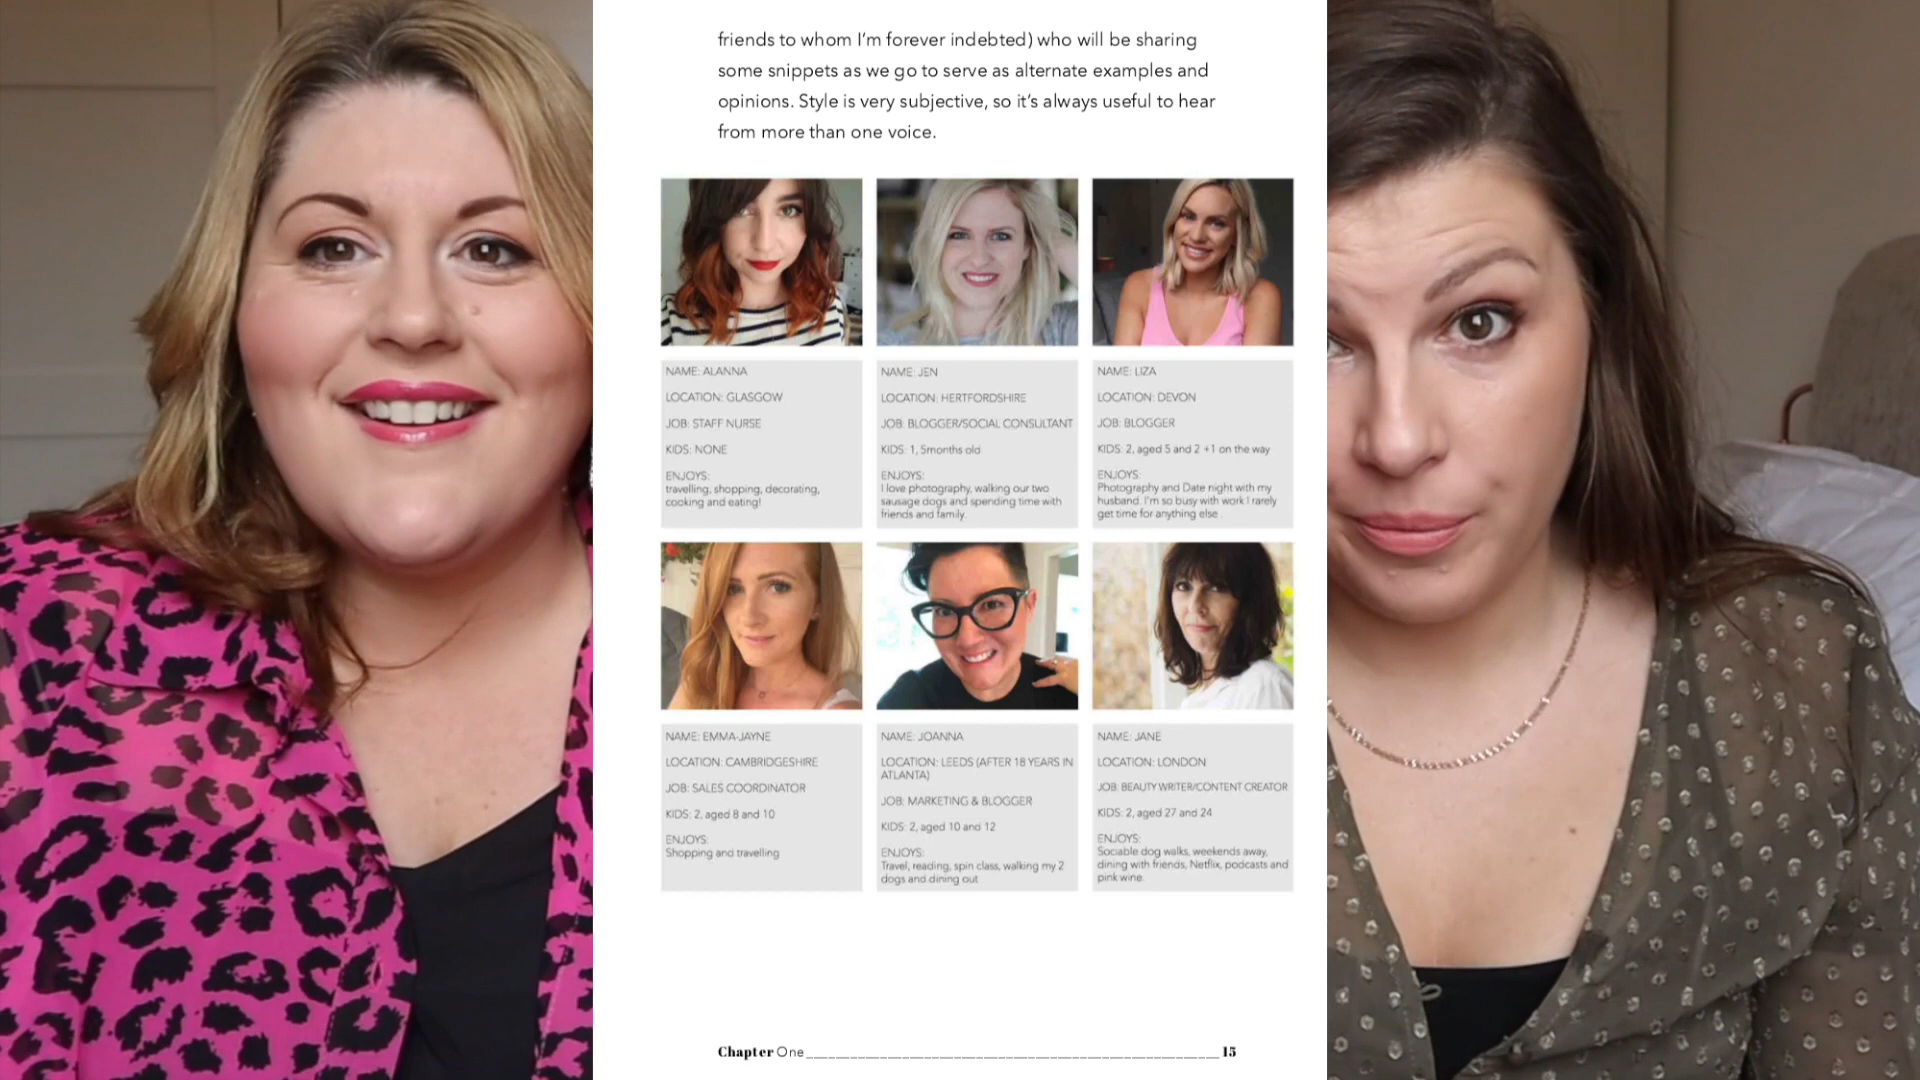 friends to whom I'm forever indebted) who will be sharing
some snippets as we go to serve as alternate examples and
opinions. Style is very subjective, so it's always useful to hear
from more than one voice.
NAME: ALANNA
LOCATION: GLASGOW
JOB: STAFF NURSE
KIDS: NONE
ENJOYS:
travelling, shopping, decorating,
cooking and eating!
NAME: JEN
LOCATION: HERTFORDSHIRE
JOB: BLOGGER/SOCIAL CONSULTANT
KIDS: 1, 5months old
ENJOYS:
I love photography, walking our two
sausage dogs and spending time with
friends and family.
NAME: LIZA
LOCATION: DEVON
JOB: BLOGGER
KIDS: 2, aged 5 and 2 +1 on the way
ENJOYS:
Photography and Date night with my
husband. I'm so busy with work I rarely
get time for anything else .
NAME: EMMA-JAYNE
LOCATION: CAMBRIDGESHIRE
JOB: SALES COORDINATOR
KIDS: 2, aged 8 and 10
ENJOYS:
Shopping and travelling
NAME: JOANNA
LOCATION: LEEDS (AFTER 18 YEARS IN
ATLANTA)
JOB: MARKETING & BLOGGER
KIDS: 2, aged 10 and 12
ENJOYS:
Travel, reading, spin class, walking my 2
dogs and dining out
NAME: JANE
LOCATION: LONDON
JOB: BEAUTY WRITER/CONTENT CREATOR
KIDS: 2, aged 27 and 24
ENJOYS:
Sociable dog walks, weekends away,
dining with friends, Netflix, podcasts and
pink wine.
Chapter One 15